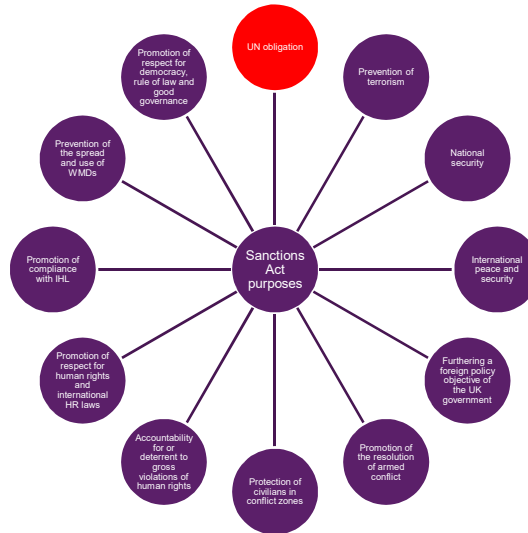 UN obligation
Prevention of
terrorism
National
security
International
peace and
security
Furthering a
foreign policy
objective of
the UK
government
Promotion of
the resolution
of armed
conflict
Protection of
civilians in
conflict zones
Accountability
for or
deterrent to
gross
violations of
human rights
Promotion of
respect for
human rights
and
international
HR laws
Promotion of
compliance
with IHL
Prevention of
the spread
and use of
WMDs
Promotion of
respect for
democracy,
rule of law and
good
governance
Sanctions
Act
purposes